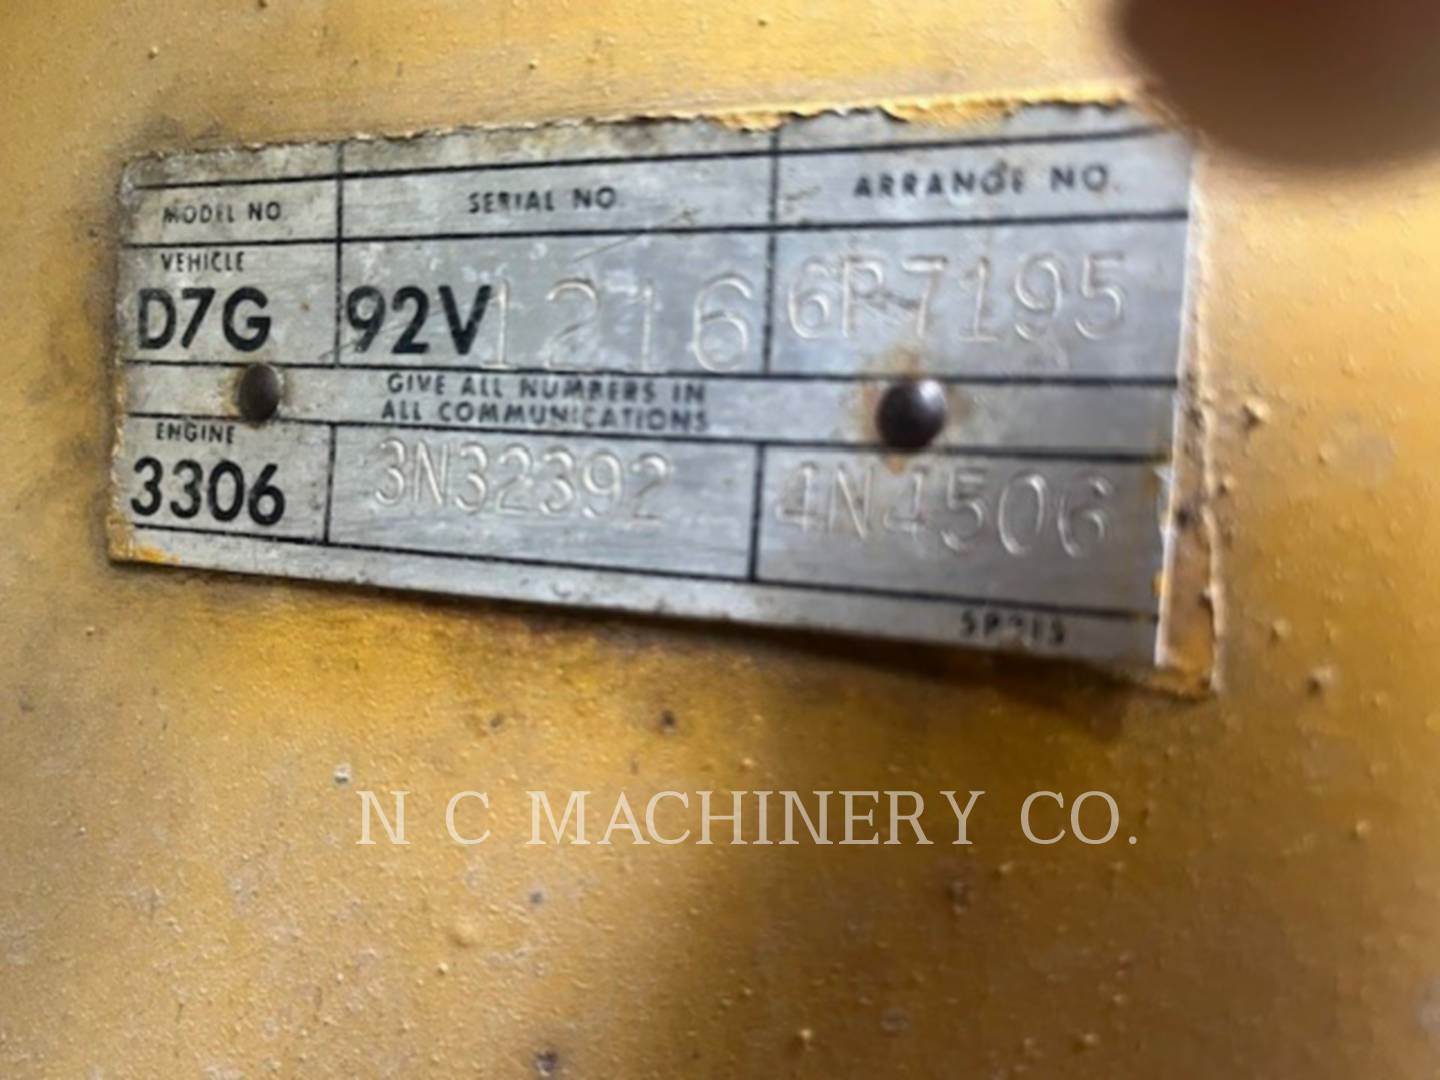 MODEL NO. SERIAL NO. ARRANGE NO.
VEHICLE
D7G 92V1216 6P7195
GIVE ALL NUMBERS IN
ALL COMMUNICATIONS
ENGINE
3306 3N32392 4N4506
N C MACHINERY CO.